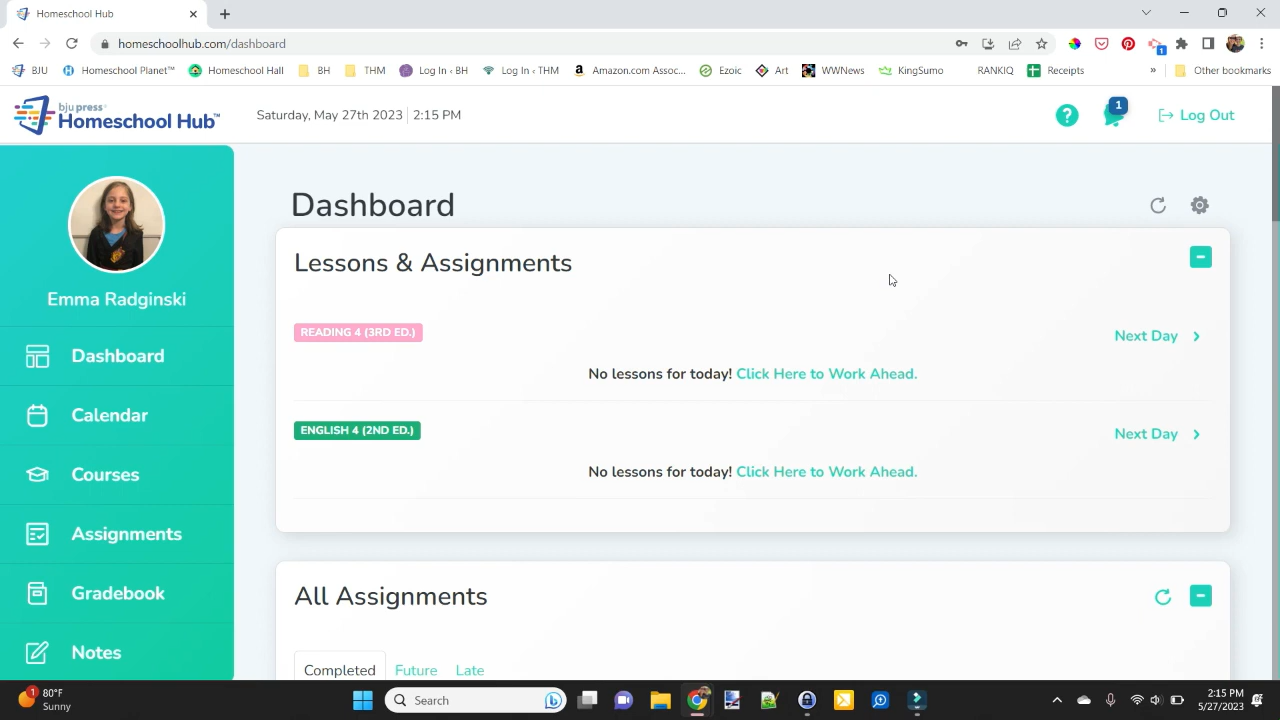 Homeschool Hub
homeschoolhub.com/dashboard
1
BJU
Homeschool Planet™
Homeschool Hall
BH
THM
Log In ‹ BH
Log In ‹ THM
Amazon.com Assoc...
Ezoic
Art
WWNews
KingSumo
RANKIQ
Receipts
»
Other bookmarks
bju press®
Homeschool Hub™
Saturday, May 27th 2023 | 2:15 PM
?
1
Log Out
Emma Radginski
Dashboard
Calendar
Courses
Assignments
Gradebook
Notes
Dashboard
Lessons & Assignments
READING 4 (3RD ED.)
Next Day
No lessons for today! Click Here to Work Ahead.
ENGLISH 4 (2ND ED.)
Next Day
No lessons for today! Click Here to Work Ahead.
All Assignments
Completed
Future
Late
1
80°F
Sunny
Search
2:15 PM
5/27/2023